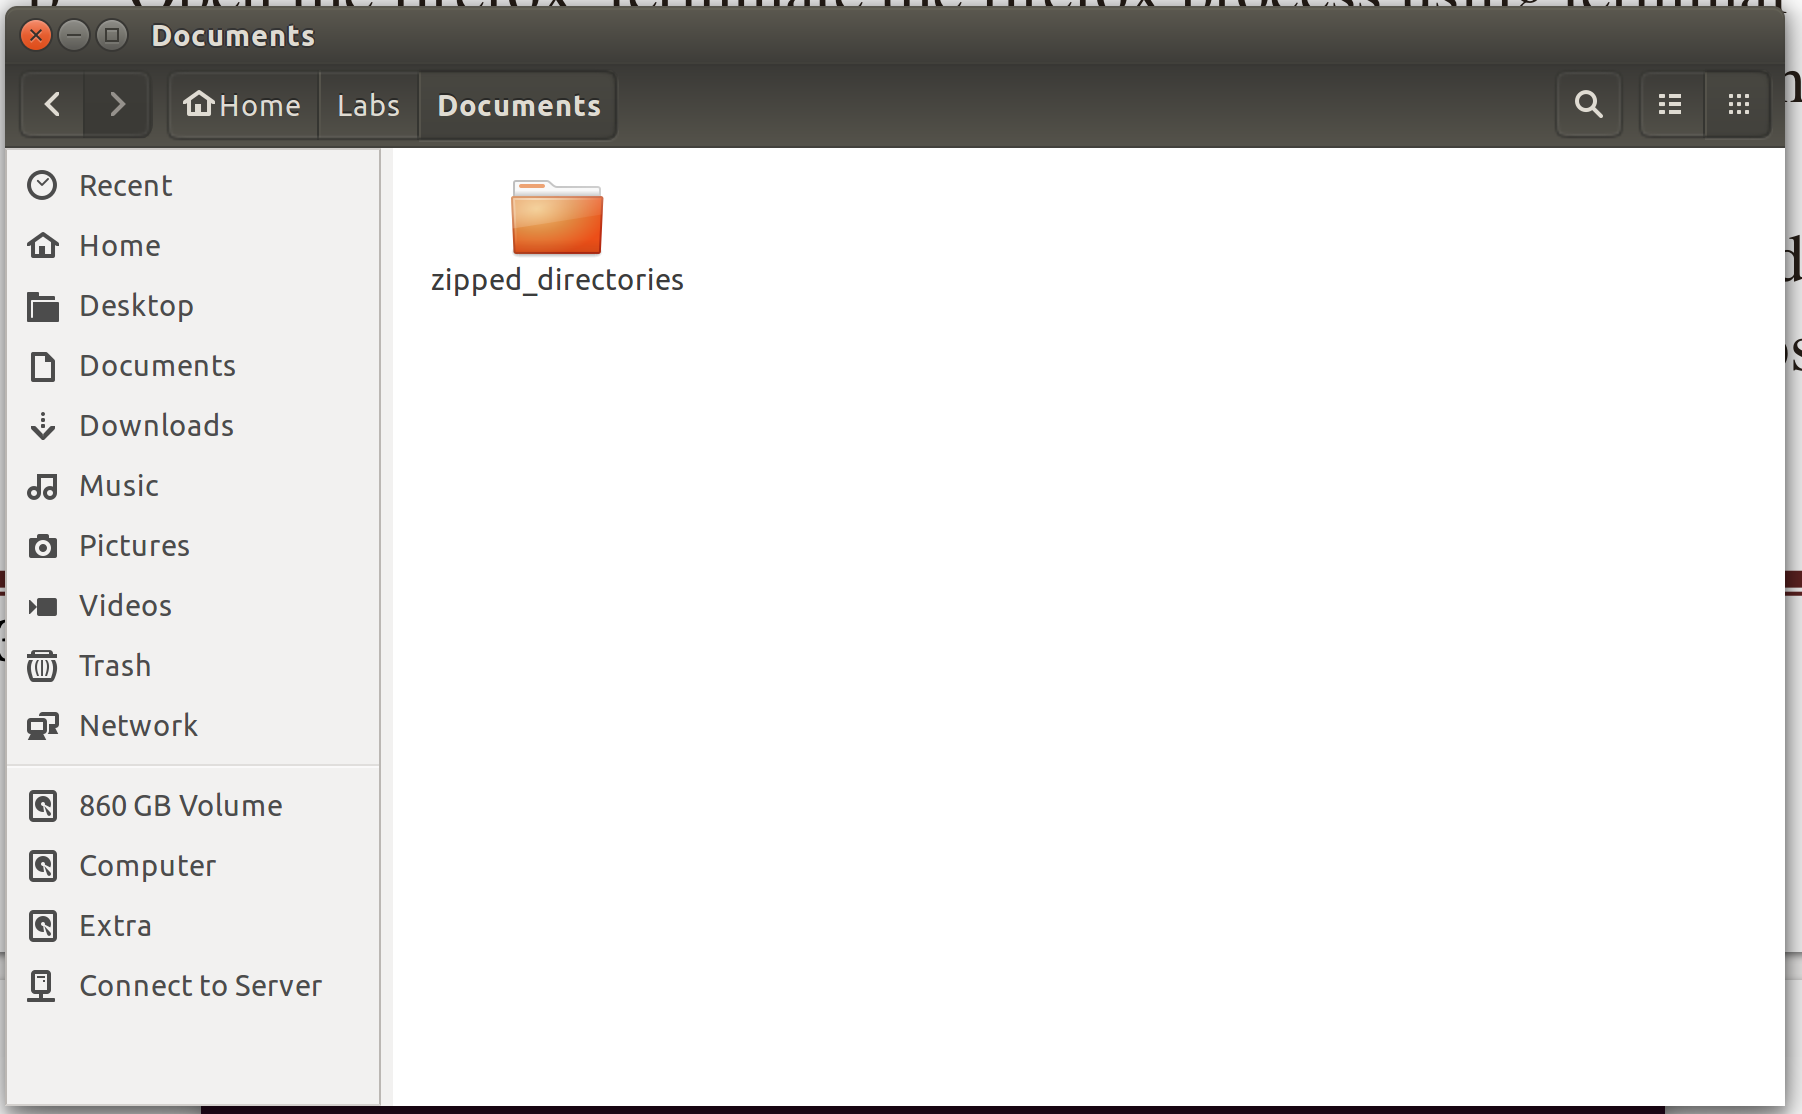 Documents
Home Labs Documents
Recent
Home
Desktop
Documents
Downloads
Music
Pictures
Videos
Trash
Network
860 GB Volume
Computer
Extra
Connect to Server
zipped_directories